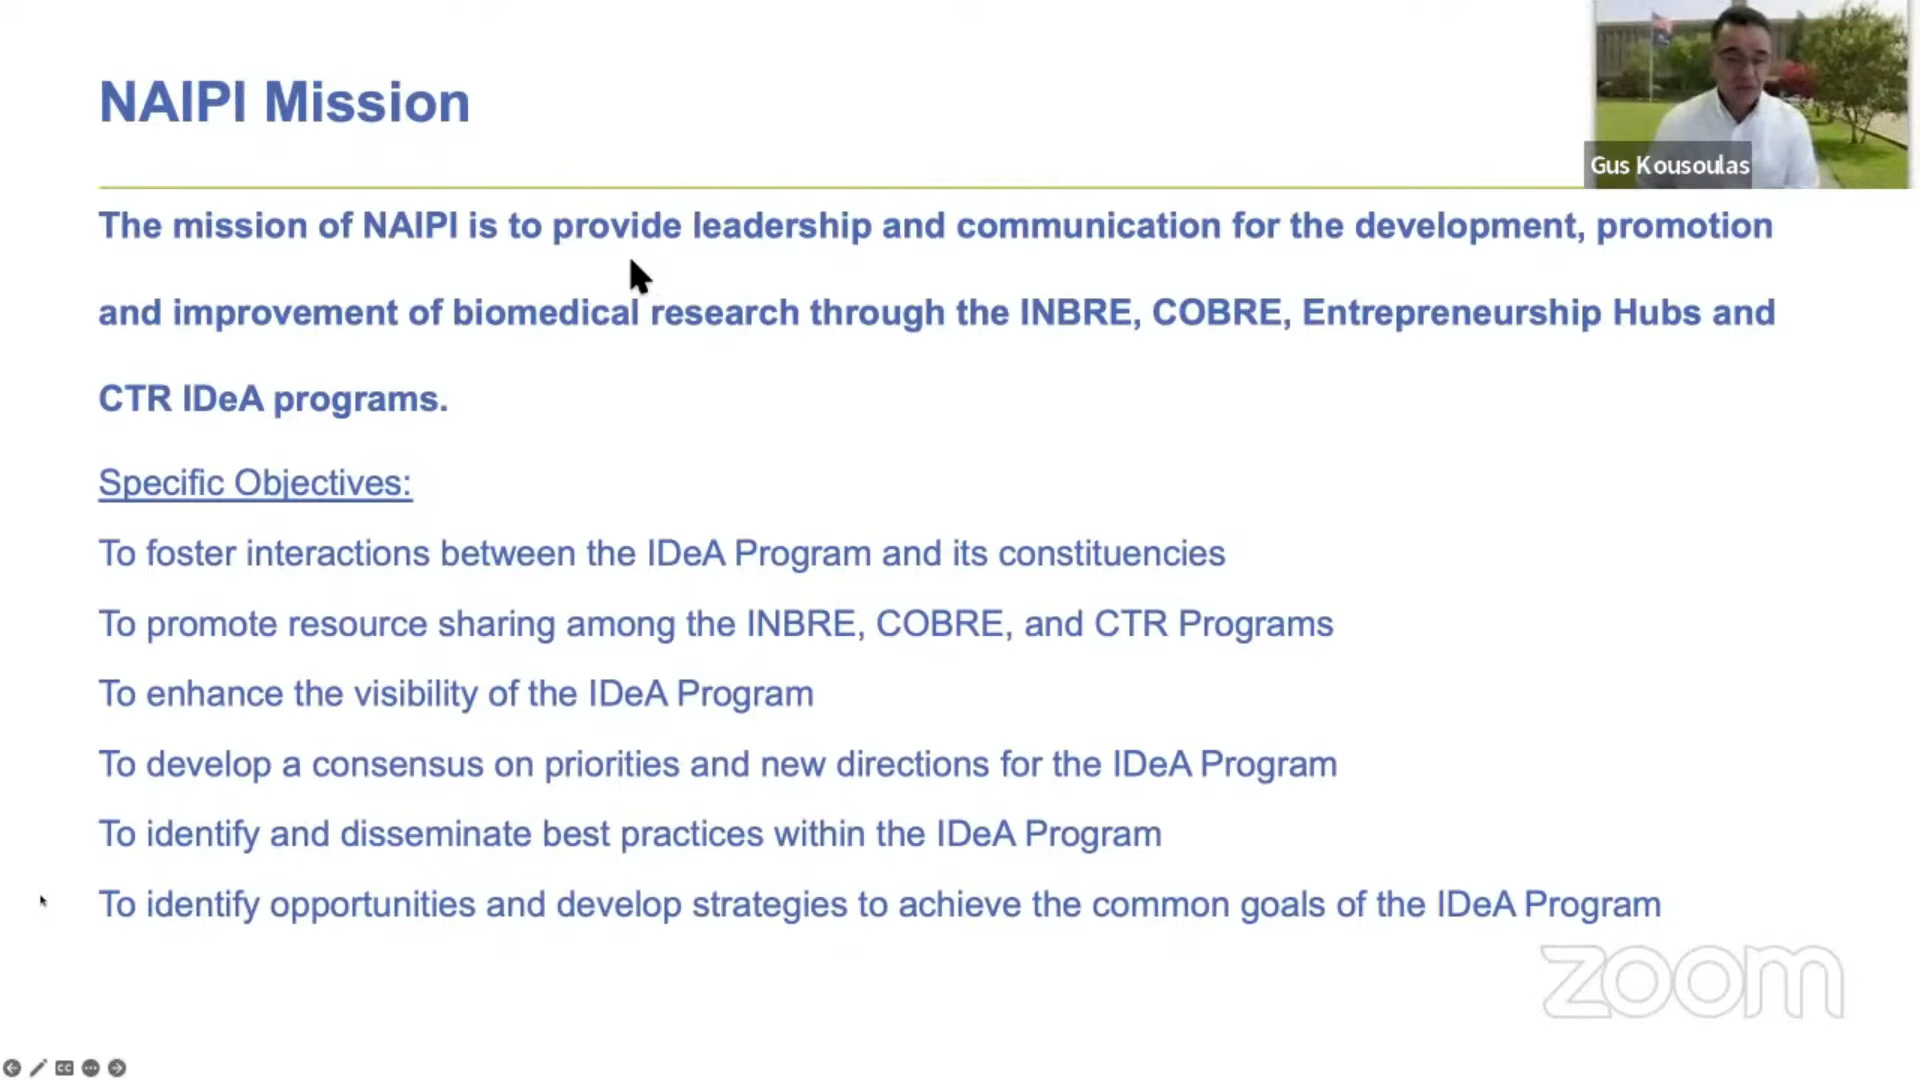 NAIPI Mission
Gus Kousoulas
The mission of NAIPI is to provide leadership and communication for the development, promotion
and improvement of biomedical research through the INBRE, COBRE, Entrepreneurship Hubs and
CTR IDeA programs.
Specific Objectives:
To foster interactions between the IDeA Program and its constituencies
To promote resource sharing among the INBRE, COBRE, and CTR Programs
To enhance the visibility of the IDeA Program
To develop a consensus on priorities and new directions for the IDeA Program
To identify and disseminate best practices within the IDeA Program
To identify opportunities and develop strategies to achieve the common goals of the IDeA Program
zoom
CC